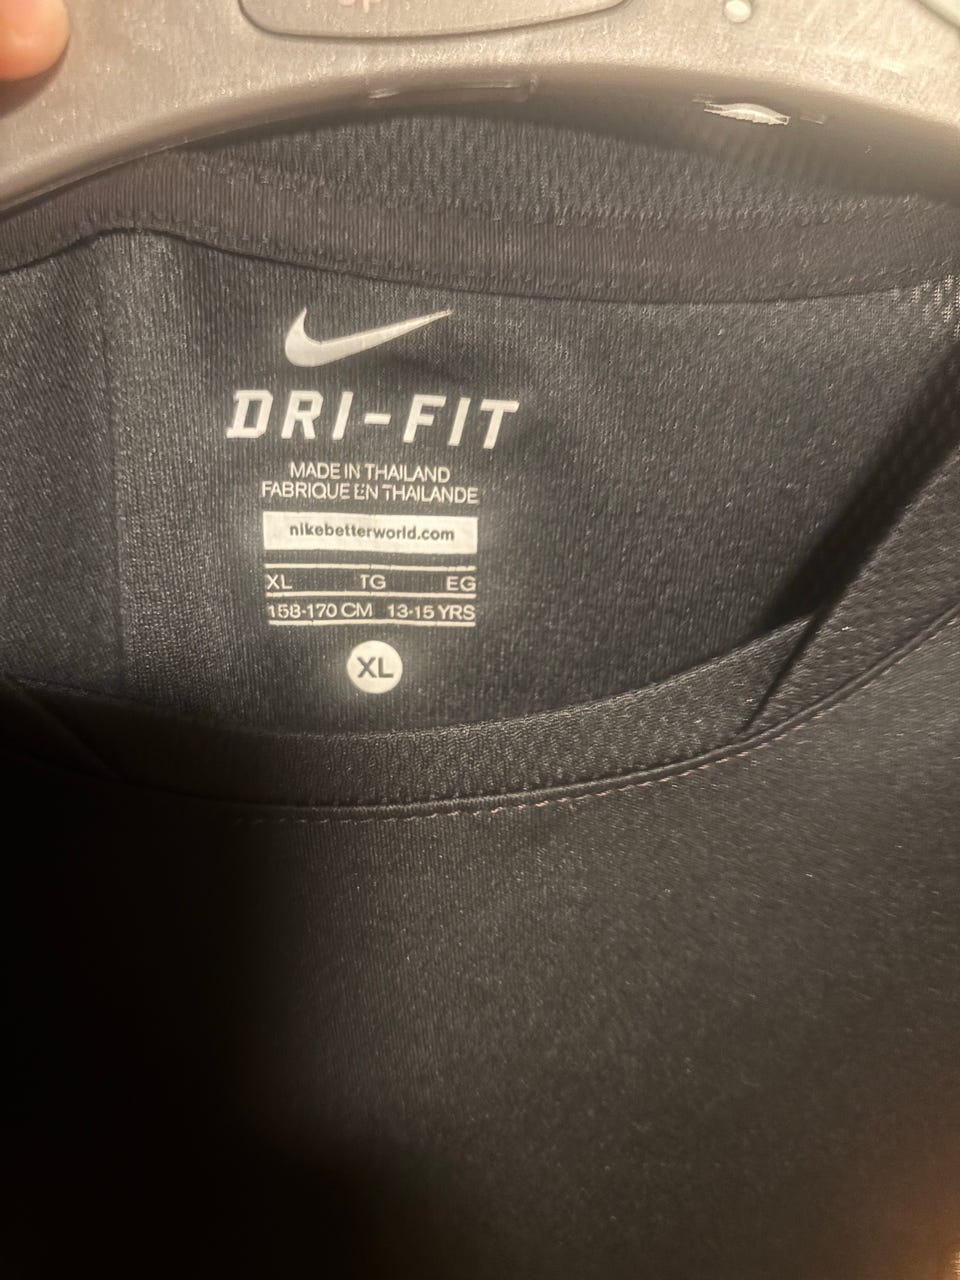 DRI-FIT
MADE IN THAILAND
FABRIQUE EN THAILANDE
nikebetterworld.com
XL TG EG
158-170 CM 13-15 YRS
XL